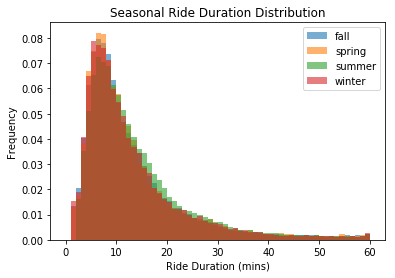 Seasonal Ride Duration Distribution
fall
spring
summer
winter
Frequency
0.08
0.07
0.06
0.05
0.04
0.03
0.02
0.01
0.00
0 10 20 30 40 50 60
Ride Duration (mins)